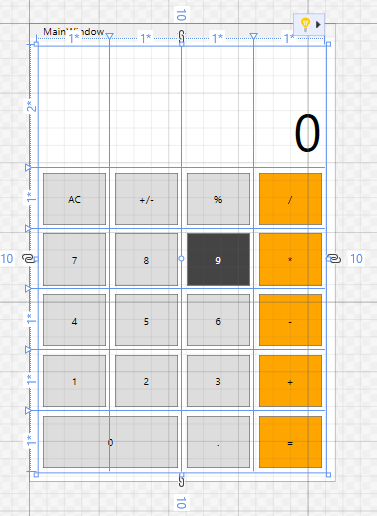 10
MainWindow
1* 1* 1* 1*
2*
0
1* AC +/- % /
10 1* 7 8 9 * 10
1* 4 5 6 -
1* 1 2 3 +
1* 0 . =
10